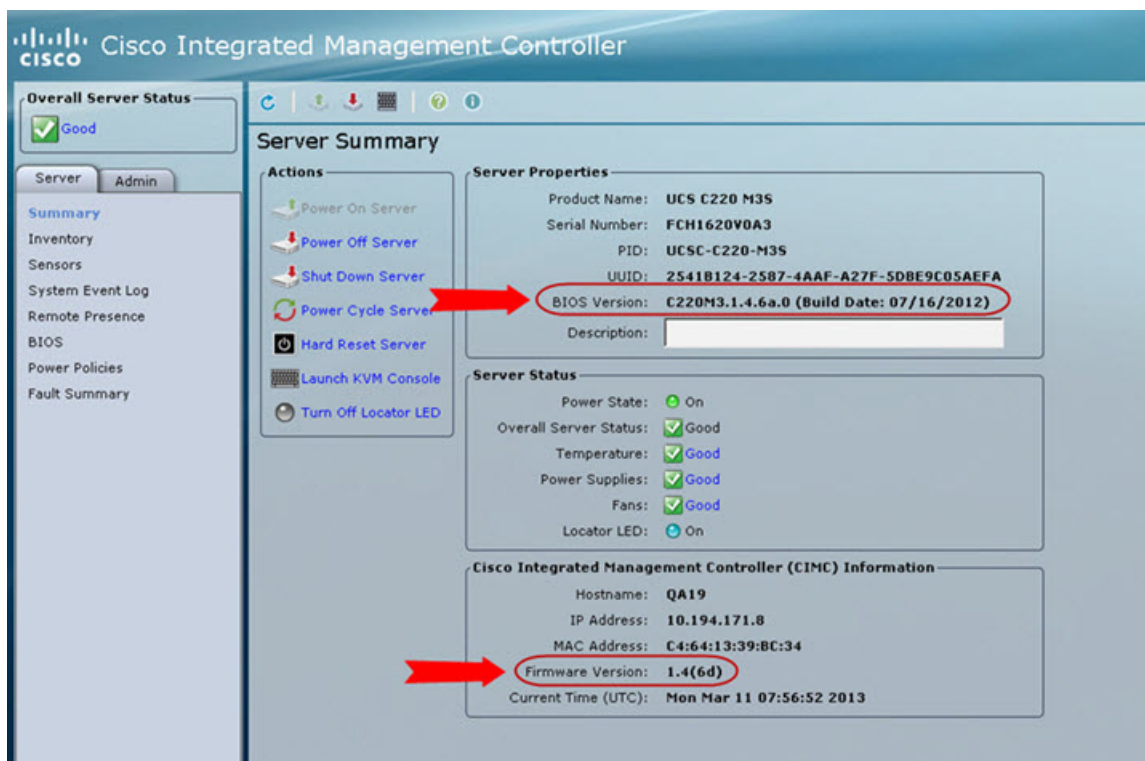 CISCO Cisco Integrated Management Controller
Overall Server Status
Good
Server Admin
Summary
Inventory
Sensors
System Event Log
Remote Presence
BIOS
Power Policies
Fault Summary
Server Summary
Actions
Power On Server
Power Off Server
Shut Down Server
Power Cycle Server
Hard Reset Server
Launch KVM Console
Turn Off Locator LED
Server Properties
Product Name: UCS C220 M3S
Serial Number: FCH1620V0A3
PID: UCSC-C220-M3S
UUID: 2541B124-2587-4AAF-A27F-5DBE9C05AEFA
BIOS Version: C220M3.1.4.6a.0 (Build Date: 07/16/2012)
Description:
Server Status
Power State: On
Overall Server Status: Good
Temperature: Good
Power Supplies: Good
Fans: Good
Locator LED: On
Cisco Integrated Management Controller (CIMC) Information
Hostname: QA19
IP Address: 10.194.171.8
MAC Address: C4:64:13:39:BC:34
Firmware Version: 1.4(6d)
Current Time (UTC): Mon Mar 11 07:56:52 2013